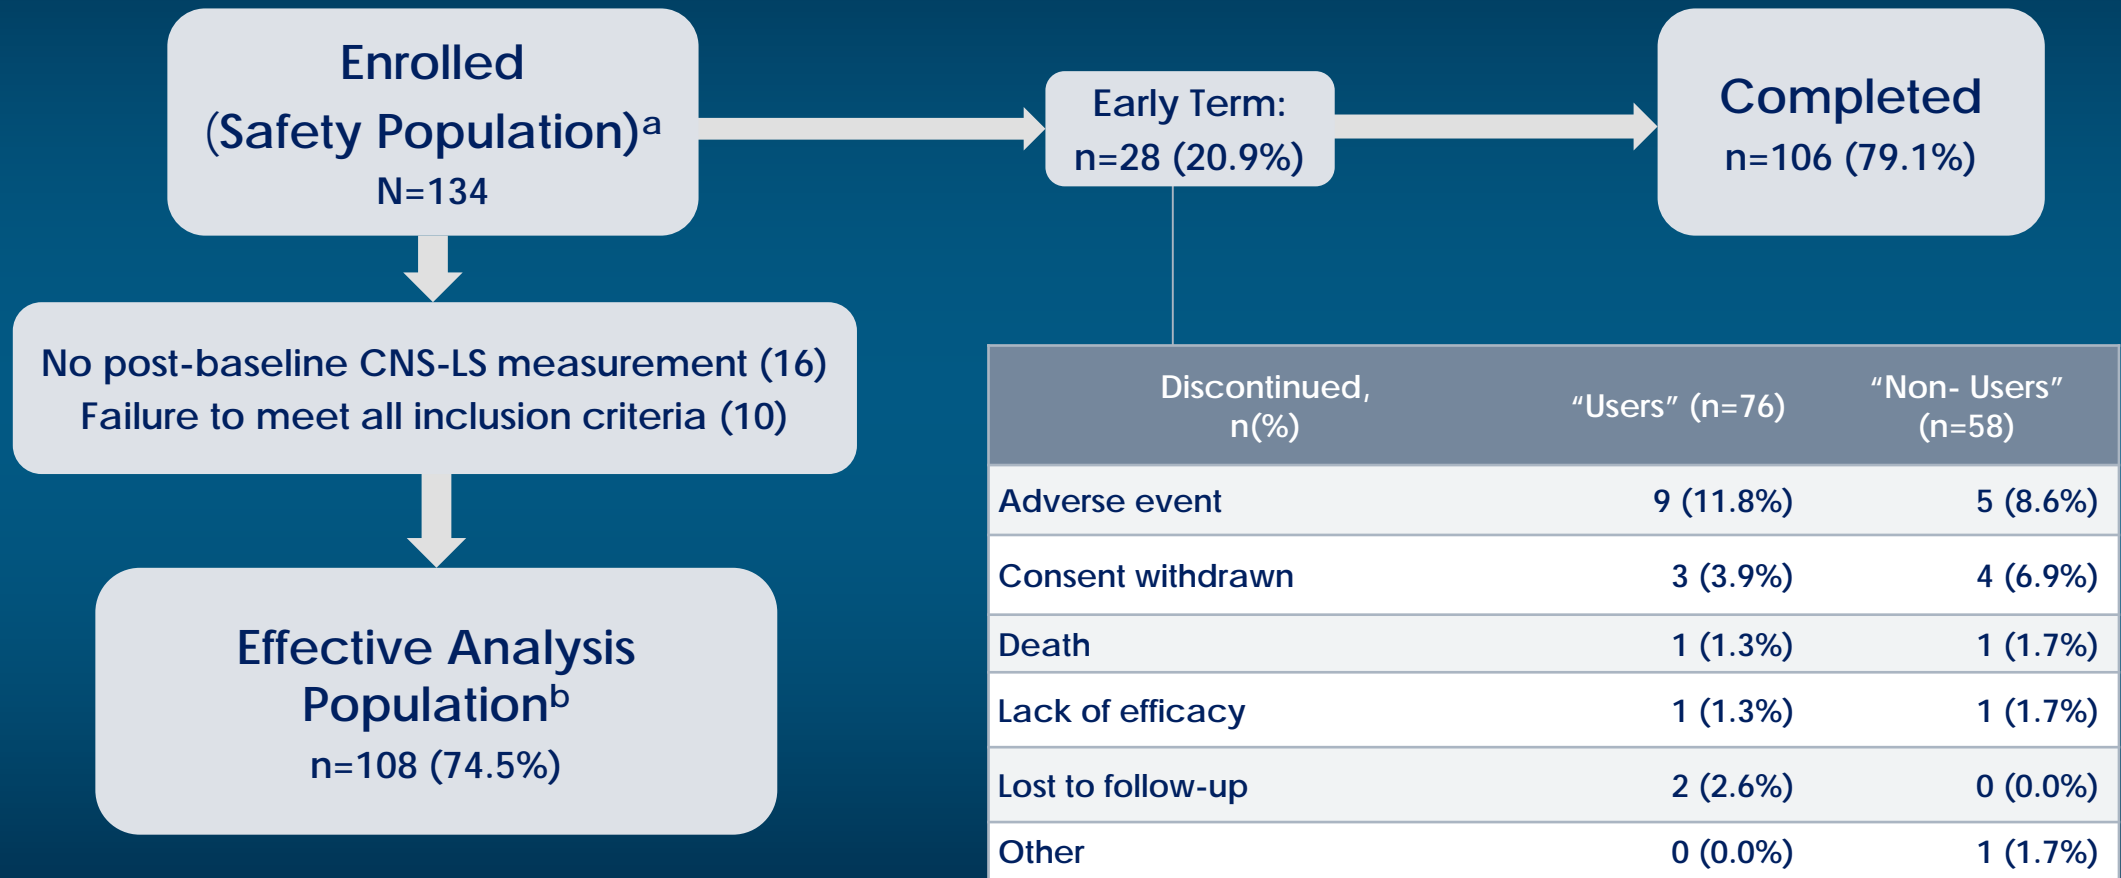 Enrolled
(Safety Population)a
N=134
Early Term:
n=28 (20.9%)
Completed
n=106 (79.1%)
No post-baseline CNS-LS measurement (16)
Failure to meet all inclusion criteria (10)
Effective Analysis
Populationb
n=108 (74.5%)
Discontinued,
n(%)
“Users” (n=76)
“Non- Users”
(n=58)
Adverse event 9 (11.8%) 5 (8.6%)
Consent withdrawn 3 (3.9%) 4 (6.9%)
Death 1 (1.3%) 1 (1.7%)
Lack of efficacy 1 (1.3%) 1 (1.7%)
Lost to follow-up 2 (2.6%) 0 (0.0%)
Other 0 (0.0%) 1 (1.7%)